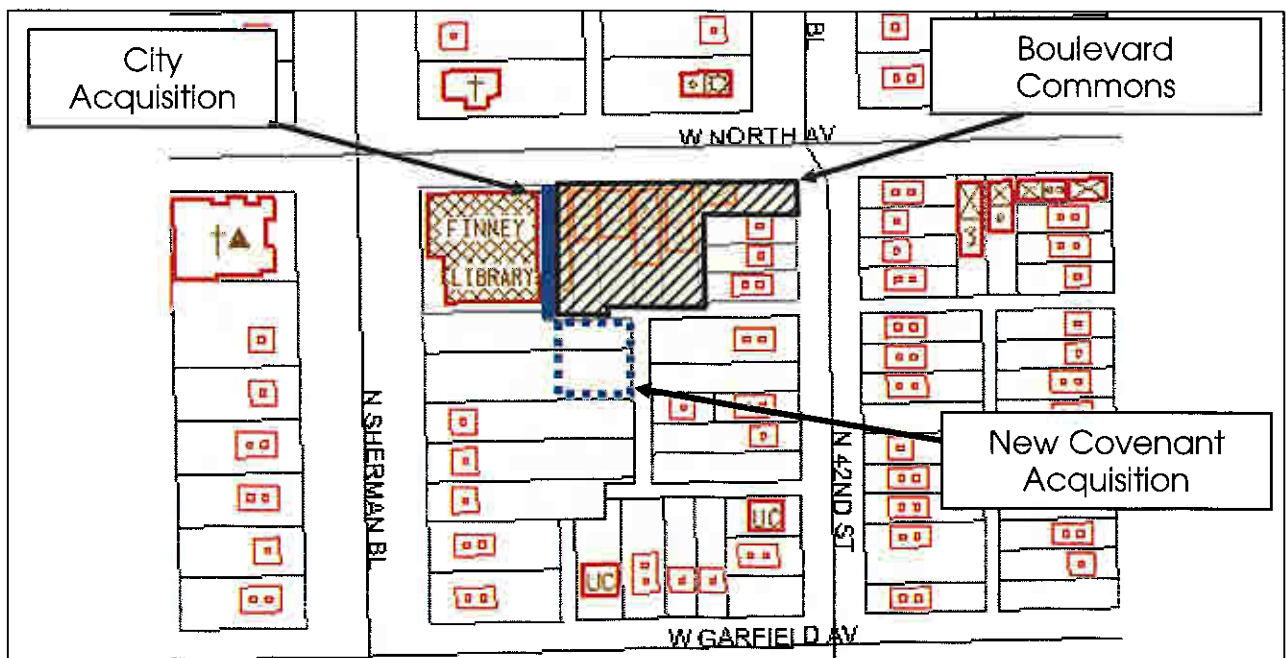 City
Acquisition
BL
Boulevard
Commons
W NORTH AV
FINNEY
LIBRARY
3
N SHERMAN BL
N 42ND ST
New Covenant
Acquisition
UC
UC
W GARFIELD AV